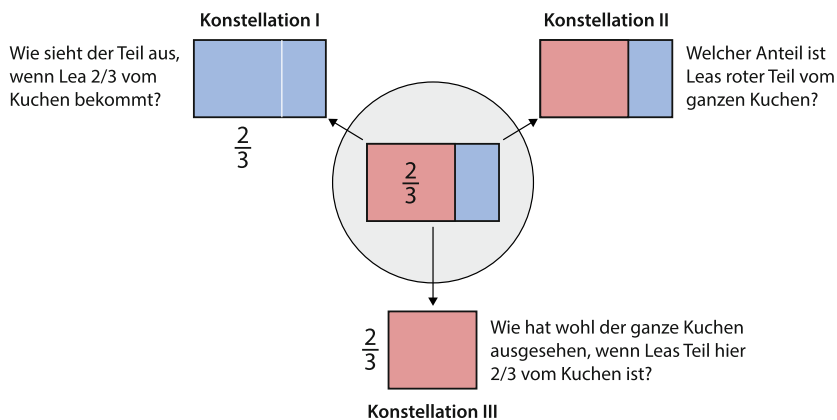 Konstellation I
Wie sieht der Teil aus,
wenn Lea 2/3 vom
Kuchen bekommt?
2
3
Konstellation II
Welcher Anteil ist
Leas roter Teil vom
ganzen Kuchen?
2
3
2
3
Wie hat wohl der ganze Kuchen
ausgesehen, wenn Leas Teil hier
2/3 vom Kuchen ist?
Konstellation III